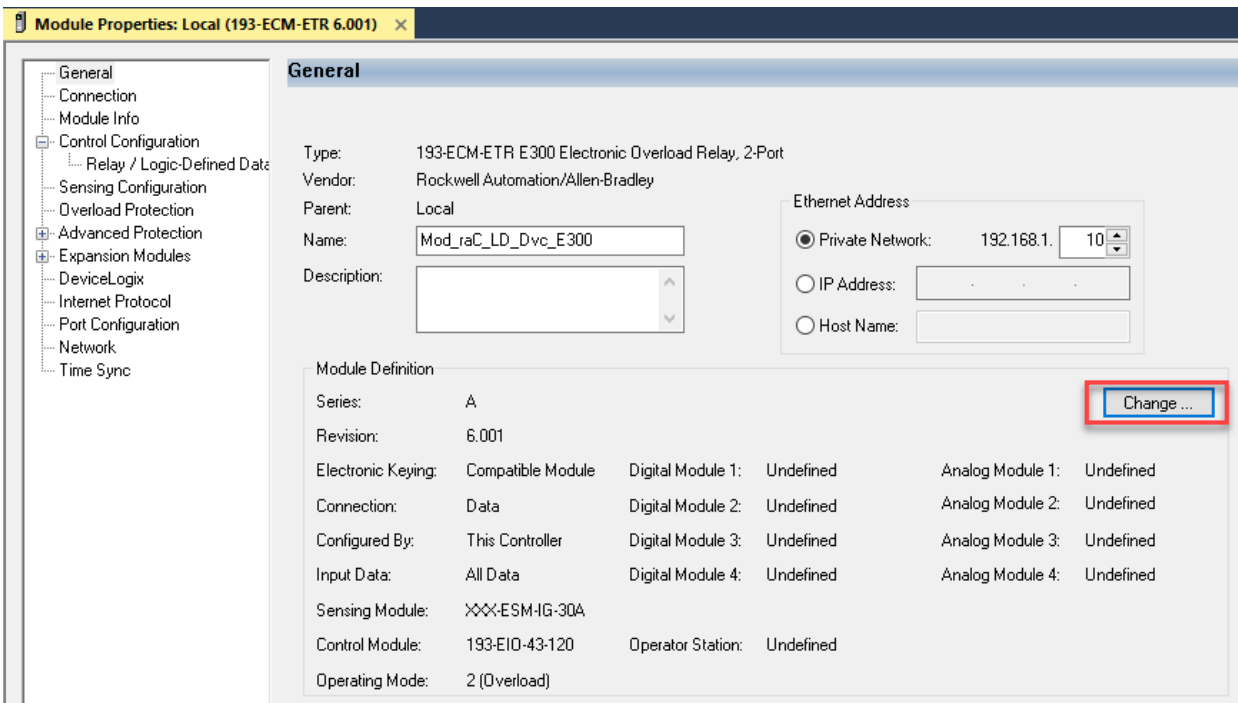 Module Properties: Local (193-ECM-ETR 6.001) ×
General
Connection
Module Info
Control Configuration
Relay / Logic-Defined Data
Sensing Configuration
Overload Protection
Advanced Protection
Expansion Modules
DeviceLogix
Internet Protocol
Port Configuration
Network
Time Sync
General
Type: 193-ECM-ETR E300 Electronic Overload Relay, 2-Port
Vendor: Rockwell Automation/Allen-Bradley
Parent: Local
Name: Mod_raC_LD_Dvc_E300
Description:
Ethernet Address
Private Network: 192.168.1. 10
IP Address: . . .
Host Name:
Module Definition
Series: A Change ...
Revision: 6.001
Electronic Keying: Compatible Module Digital Module 1: Undefined Analog Module 1: Undefined
Connection: Data Digital Module 2: Undefined Analog Module 2: Undefined
Configured By: This Controller Digital Module 3: Undefined Analog Module 3: Undefined
Input Data: All Data Digital Module 4: Undefined Analog Module 4: Undefined
Sensing Module: XXX-ESM-IG-30A
Control Module: 193-EIO-43-120 Operator Station: Undefined
Operating Mode: 2 (Overload)